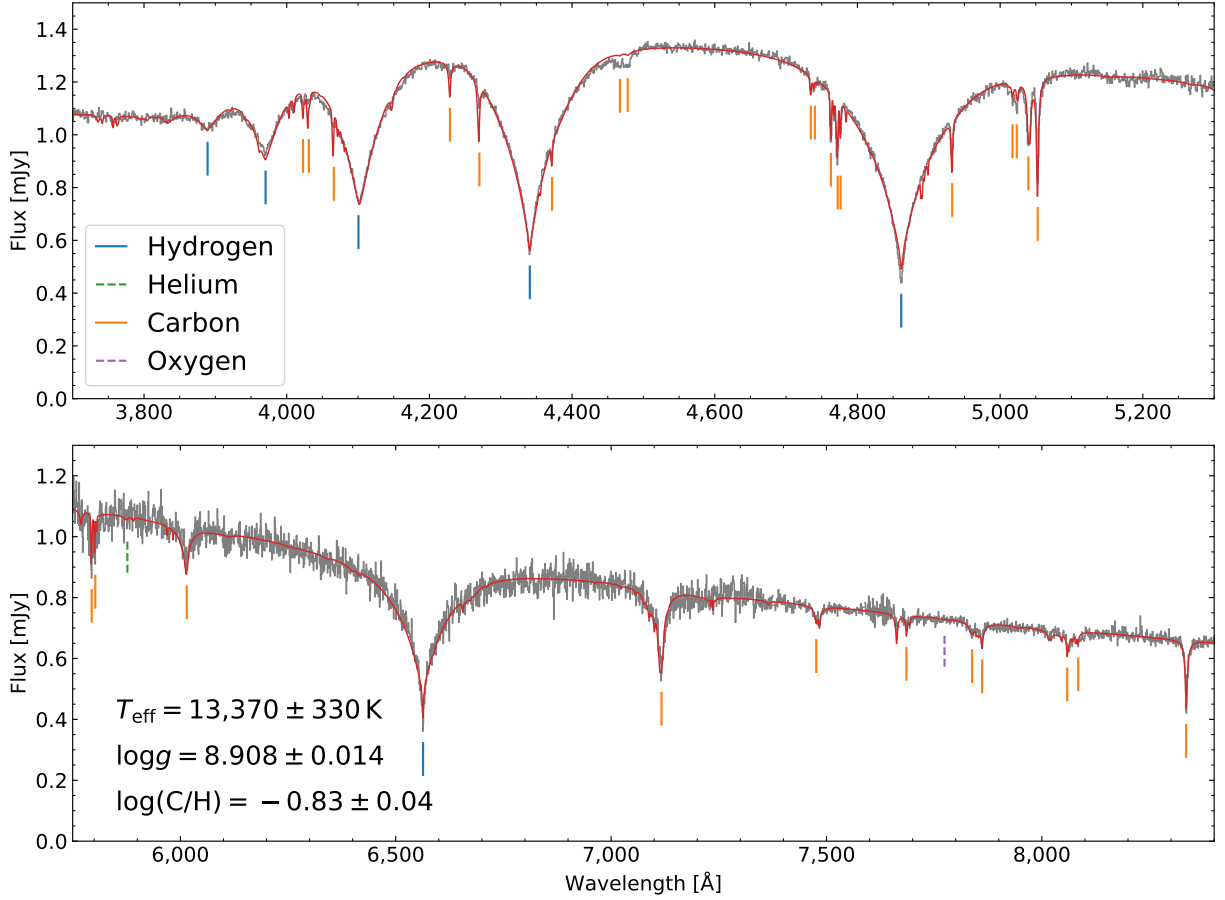 1.4
1.2
1.0
0.8
0.6
0.4
0.2
0.0
Flux [mJy]
Hydrogen
Helium
Carbon
Oxygen
3,800 4,000 4,200 4,400 4,600 4,800 5,000 5,200
1.2
1.0
0.8
0.6
0.4
0.2
0.0
Flux [mJy]
T_eff = 13,370 ± 330 K
log g = 8.908 ± 0.014
log(C/H) = −0.83 ± 0.04
6,000 6,500 7,000 7,500 8,000
Wavelength [Å]